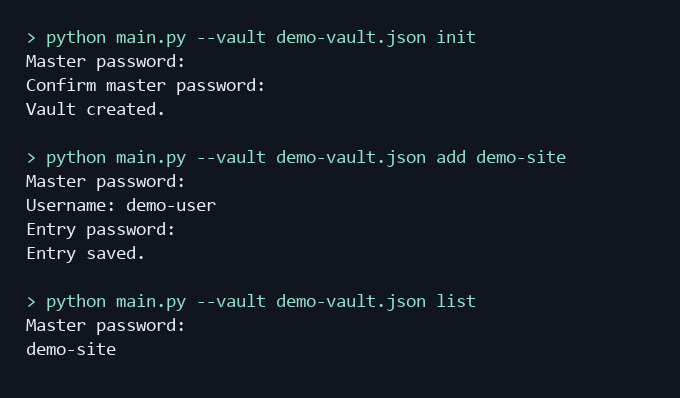 > python main.py --vault demo-vault.json init
Master password:
Confirm master password:
Vault created.
> python main.py --vault demo-vault.json add demo-site
Master password:
Username: demo-user
Entry password:
Entry saved.
> python main.py --vault demo-vault.json list
Master password:
demo-site